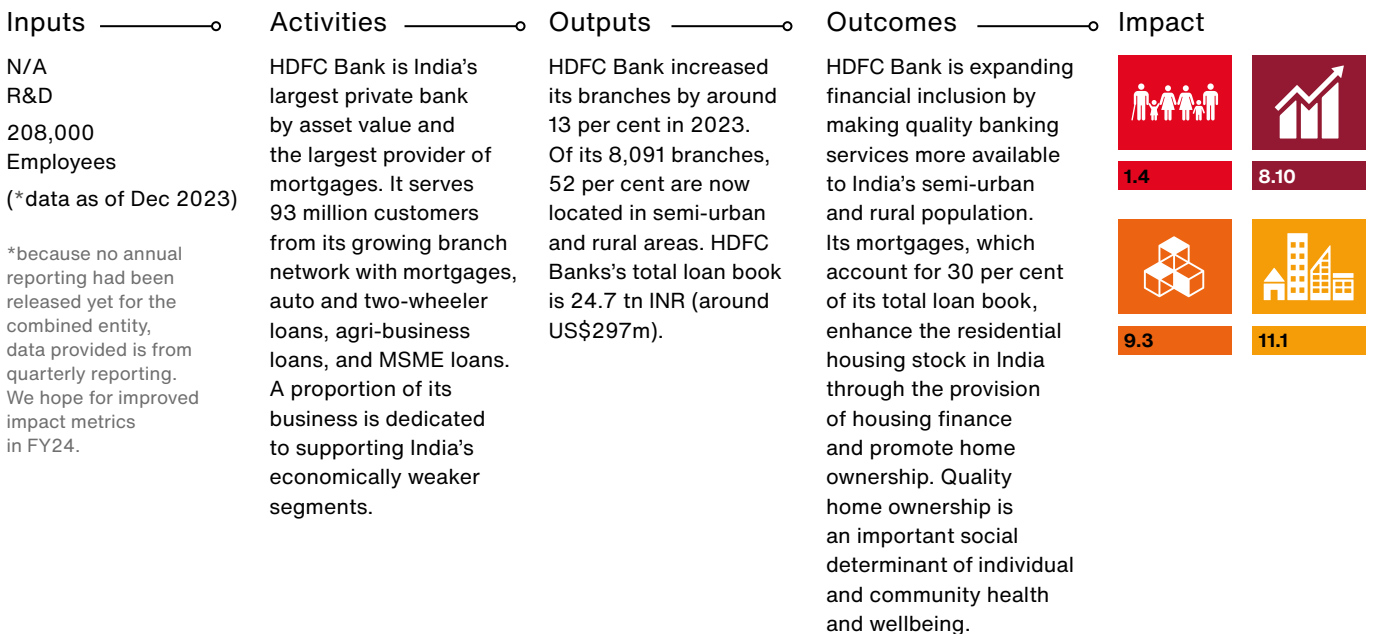 Inputs
N/A
R&D
208,000
Employees
(*data as of Dec 2023)
*because no annual
reporting had been
released yet for the
combined entity,
data provided is from
quarterly reporting.
We hope for improved
impact metrics
in FY24.
Activities
HDFC Bank is India's
largest private bank
by asset value and
the largest provider of
mortgages. It serves
93 million customers
from its growing branch
network with mortgages,
auto and two-wheeler
loans, agri-business
loans, and MSME loans.
A proportion of its
business is dedicated
to supporting India's
economically weaker
segments.
Outputs
HDFC Bank increased
its branches by around
13 per cent in 2023.
Of its 8,091 branches,
52 per cent are now
located in semi-urban
and rural areas. HDFC
Banks's total loan book
is 24.7 tn INR (around
US$297m).
Outcomes
HDFC Bank is expanding
financial inclusion by
making quality banking
services more available
to India's semi-urban
and rural population.
Its mortgages, which
account for 30 per cent
of its total loan book,
enhance the residential
housing stock in India
through the provision
of housing finance
and promote home
ownership. Quality
home ownership is
an important social
determinant of individual
and community health
and wellbeing.
Impact
1.4
8.10
9.3
11.1